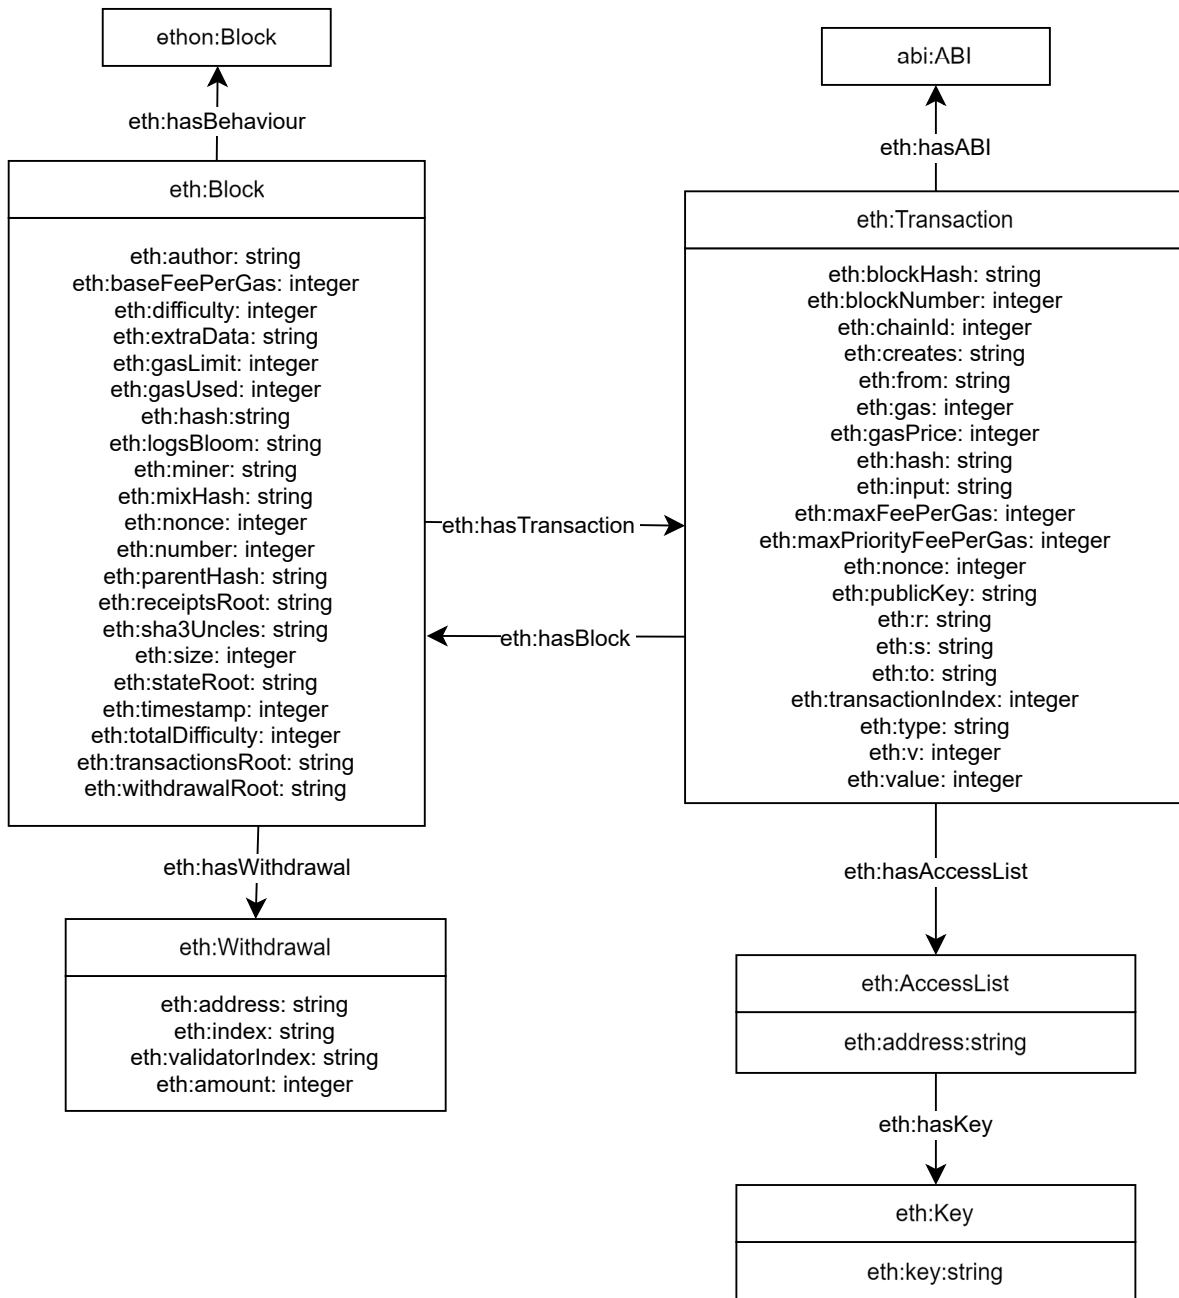 ethon:Block
eth:hasBehaviour
eth:Block
eth:author: string
eth:baseFeePerGas: integer
eth:difficulty: integer
eth:extraData: string
eth:gasLimit: integer
eth:gasUsed: integer
eth:hash:string
eth:logsBloom: string
eth:miner: string
eth:mixHash: string
eth:nonce: integer
eth:number: integer
eth:parentHash: string
eth:receiptsRoot: string
eth:sha3Uncles: string
eth:size: integer
eth:stateRoot: string
eth:timestamp: integer
eth:totalDifficulty: integer
eth:transactionsRoot: string
eth:withdrawalRoot: string
eth:hasWithdrawal
eth:Withdrawal
eth:address: string
eth:index: string
eth:validatorIndex: string
eth:amount: integer
eth:hasTransaction
eth:hasBlock
abi:ABI
eth:hasABI
eth:Transaction
eth:blockHash: string
eth:blockNumber: integer
eth:chainId: integer
eth:creates: string
eth:from: string
eth:gas: integer
eth:gasPrice: integer
eth:hash: string
eth:input: string
eth:maxFeePerGas: integer
eth:maxPriorityFeePerGas: integer
eth:nonce: integer
eth:publicKey: string
eth:r: string
eth:s: string
eth:to: string
eth:transactionIndex: integer
eth:type: string
eth:v: integer
eth:value: integer
eth:hasAccessList
eth:AccessList
eth:address:string
eth:hasKey
eth:Key
eth:key:string